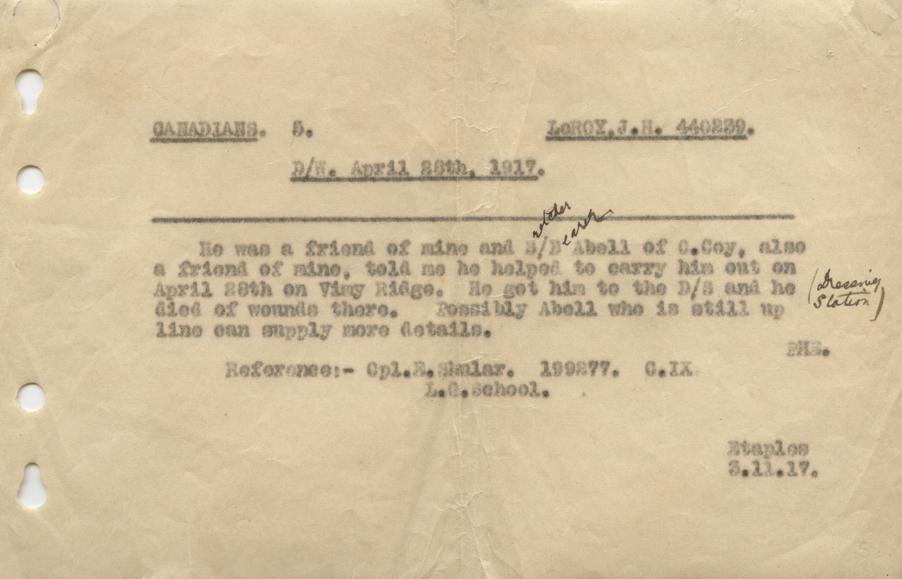 CANADIANS. 5. LeROY,J.H. 440239.
D/W. April 28th, 1917.
retcher earer
He was a friend of mine and S/B Abell of C.Coy, also
a friend of mine, told me he helped to carry him out on
April 28th on Vimy Ridge. He got him to the D/S and he
(Dressing
Station)
died of wounds there. Possibly Abell who is still up
line can supply more details.
Reference:- Cpl.E.Shular. 199277. C.IX.
L.G.School.
Etaples
3.11.17.